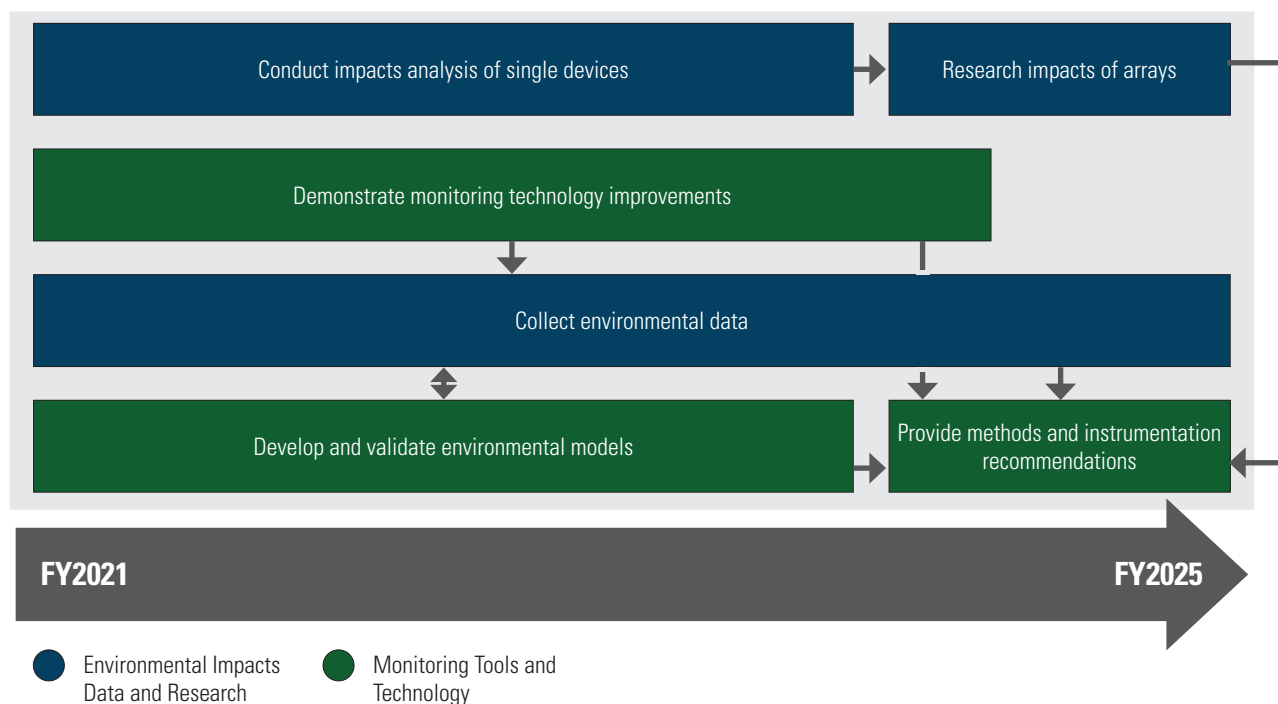 Conduct impacts analysis of single devices
Research impacts of arrays
Demonstrate monitoring technology improvements
Collect environmental data
Develop and validate environmental models
Provide methods and instrumentation
recommendations
FY2021
FY2025
Environmental Impacts
Data and Research
Monitoring Tools and
Technology